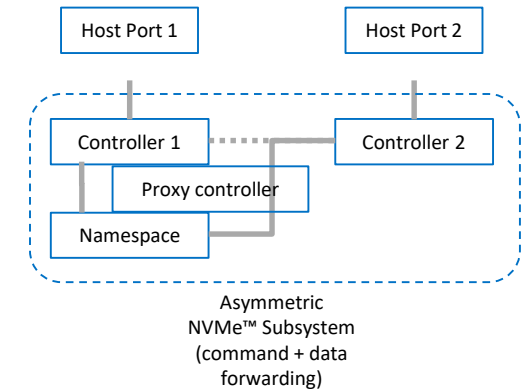 Host Port 1
Host Port 2
Controller 1
Controller 2
Proxy controller
Namespace
Asymmetric
NVMe™ Subsystem
(command + data
forwarding)